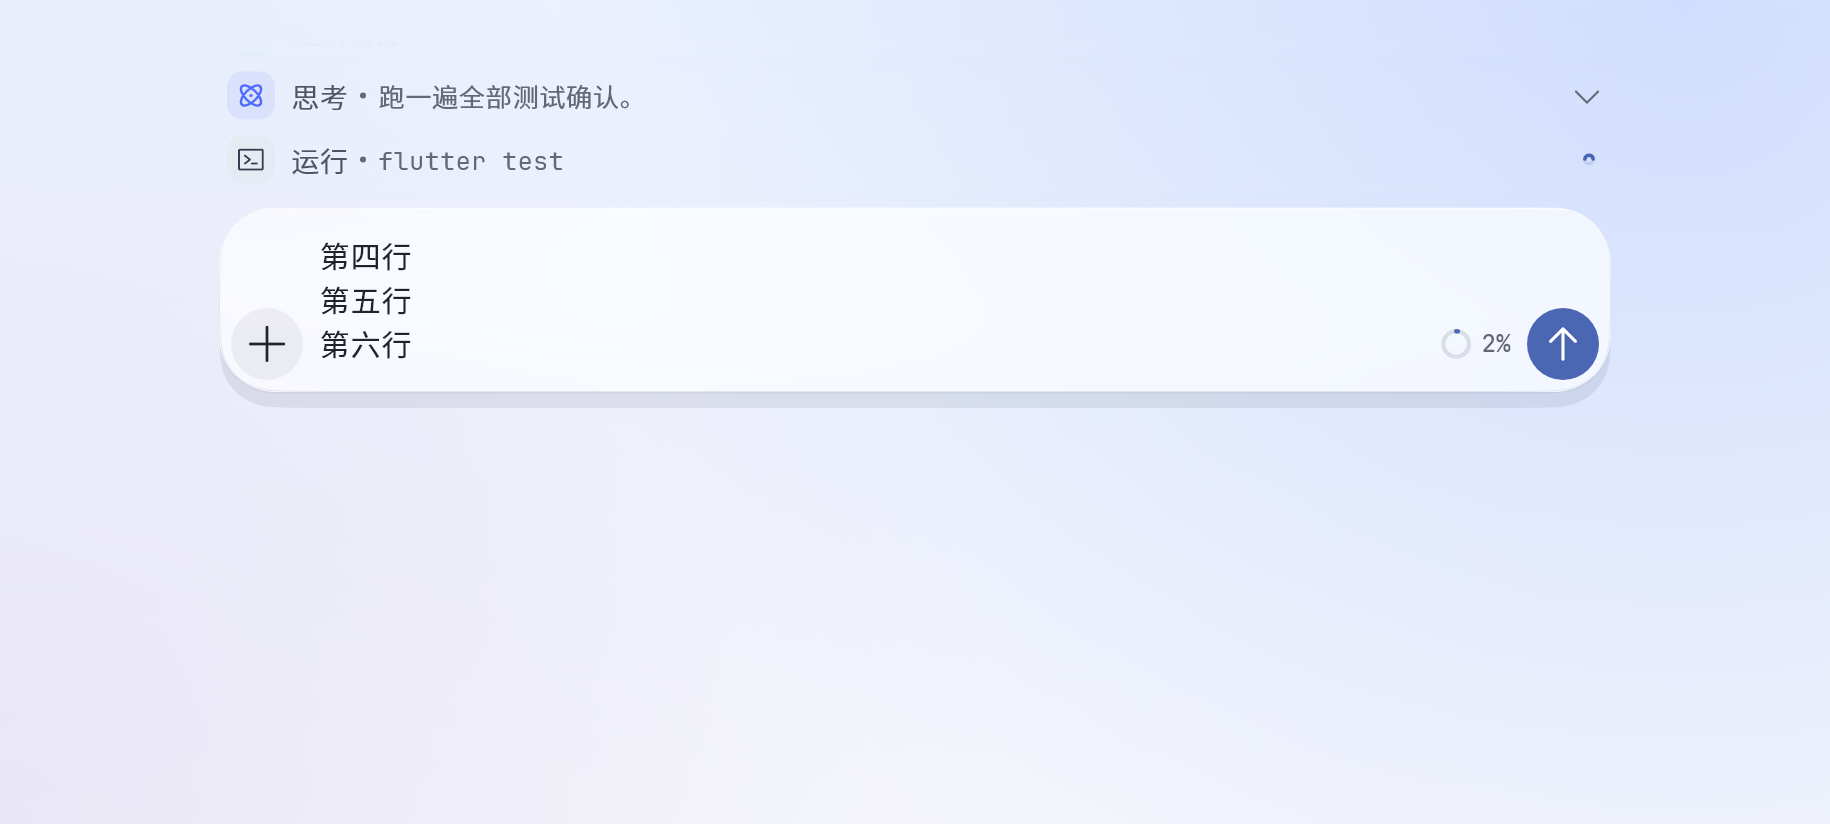 思考・跑一遍全部测试确认。
运行・flutter test
第四行
第五行
第六行
2%